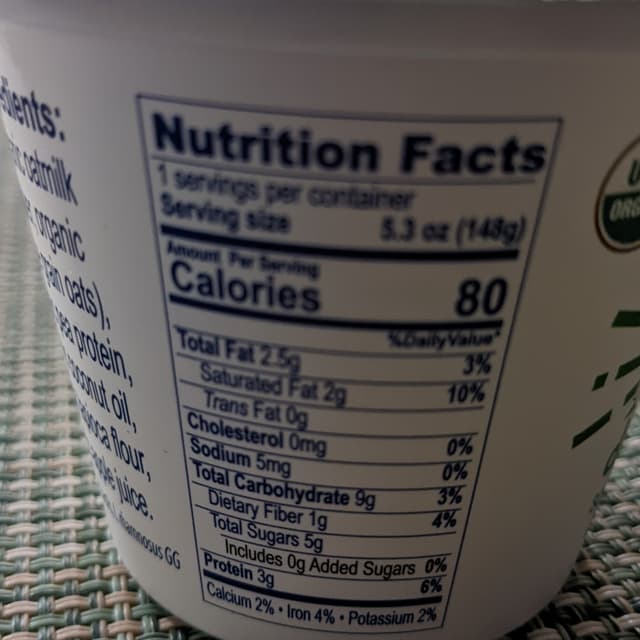 Nutrition Facts
1 servings per container
Serving size 5.3 oz (148g)
Amount Per Serving
Calories 80
%Daily Value*
Total Fat 2.5g 3%
Saturated Fat 2g 10%
Trans Fat 0g
Cholesterol 0mg 0%
Sodium 5mg 0%
Total Carbohydrate 9g 3%
Dietary Fiber 1g 4%
Total Sugars 5g
Includes 0g Added Sugars 0%
Protein 3g 6%
Calcium 2% • Iron 4% • Potassium 2%
oatmilk
organic
oats),
protein,
oil,
flour,
juice.
GG